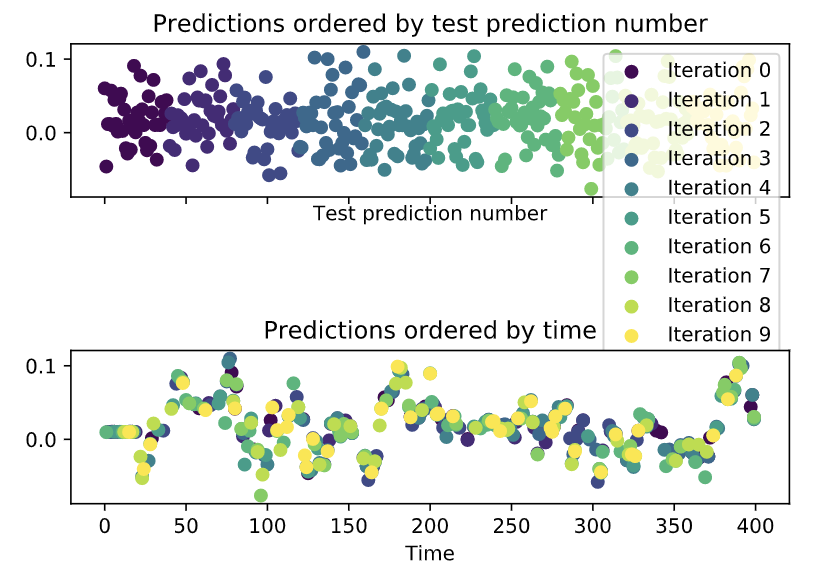 Predictions ordered by test prediction number
0.1
0.0
Test prediction number
Iteration 0
Iteration 1
Iteration 2
Iteration 3
Iteration 4
Iteration 5
Iteration 6
Iteration 7
Iteration 8
Iteration 9
Predictions ordered by time
0.1
0.0
0 50 100 150 200 250 300 350 400
Time